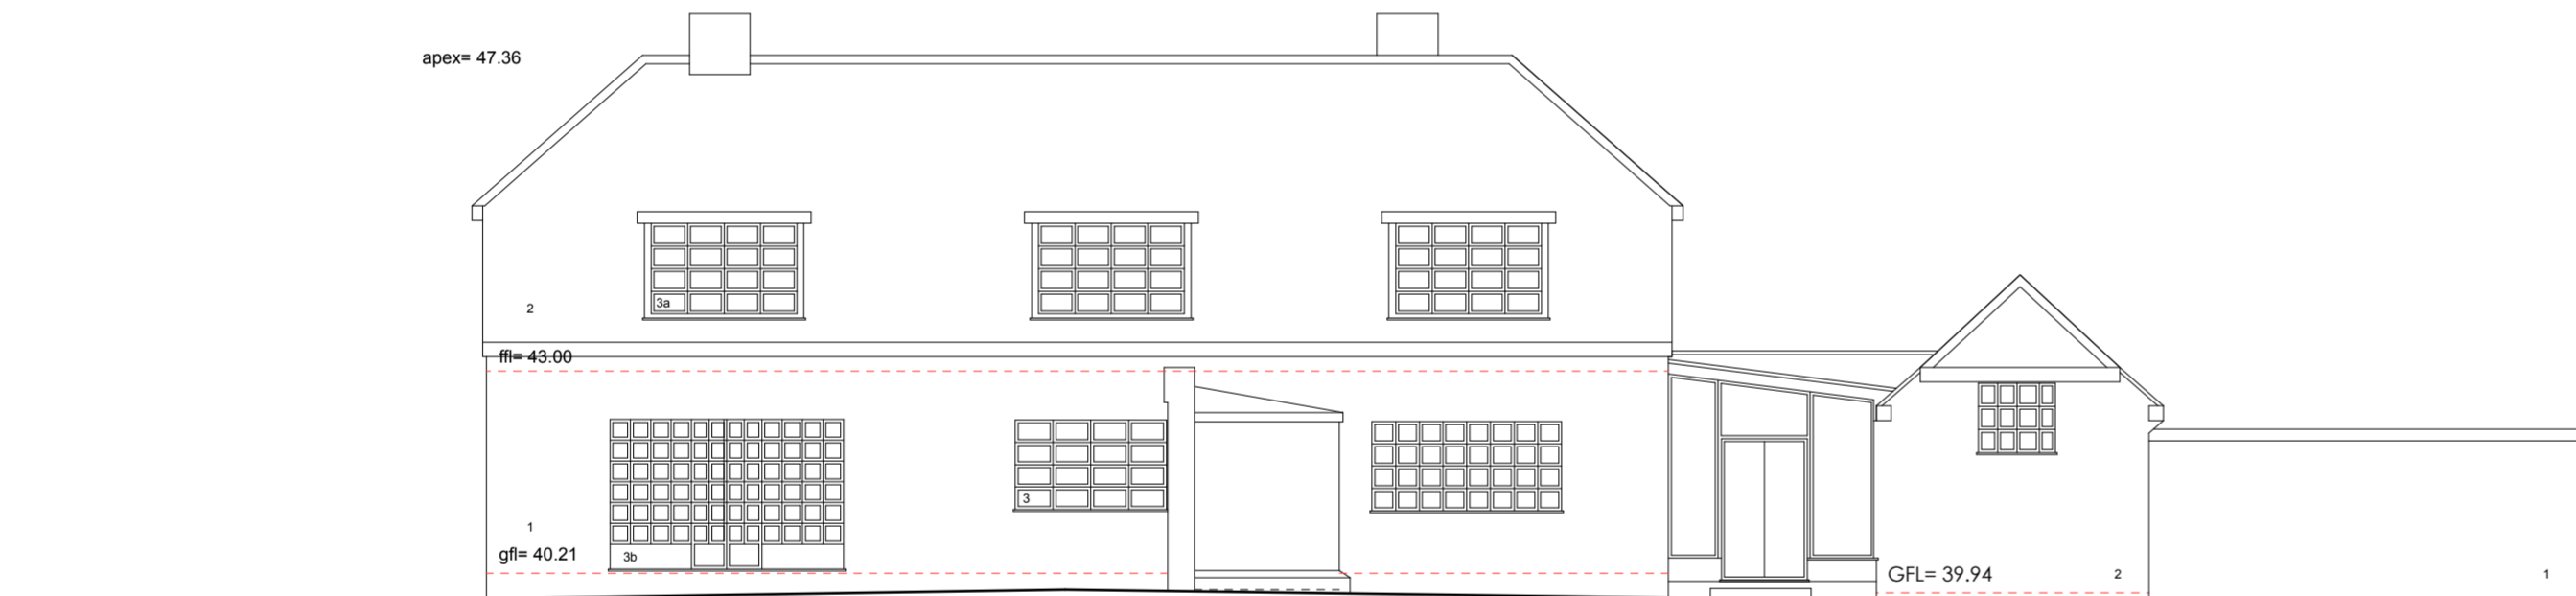 apex= 47.36
3a
2
ffl= 43.00
3
1
gfl= 40.21
3b
GFL= 39.94
2
1